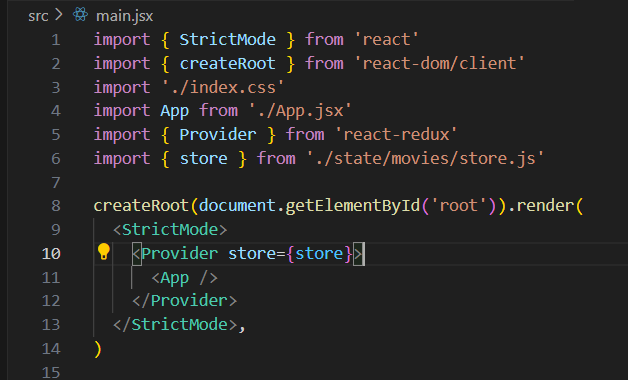 src > main.jsx
1 import { StrictMode } from 'react'
2 import { createRoot } from 'react-dom/client'
3 import './index.css'
4 import App from './App.jsx'
5 import { Provider } from 'react-redux'
6 import { store } from './state/movies/store.js'
7
8 createRoot(document.getElementById('root')).render(
9   <StrictMode>
10     <Provider store={store}>
11       <App />
12     </Provider>
13   </StrictMode>,
14 )
15